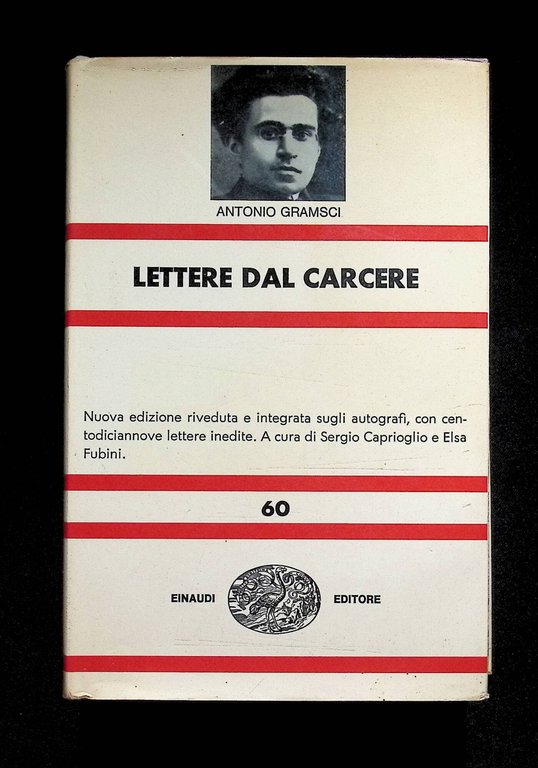 ANTONIO GRAMSCI
LETTERE DAL CARCERE
Nuova edizione riveduta e integrata sugli autografi, con cen-
todiciannove lettere inedite. A cura di Sergio Caprioglio e Elsa
Fubini.
60
EINAUDI EDITORE